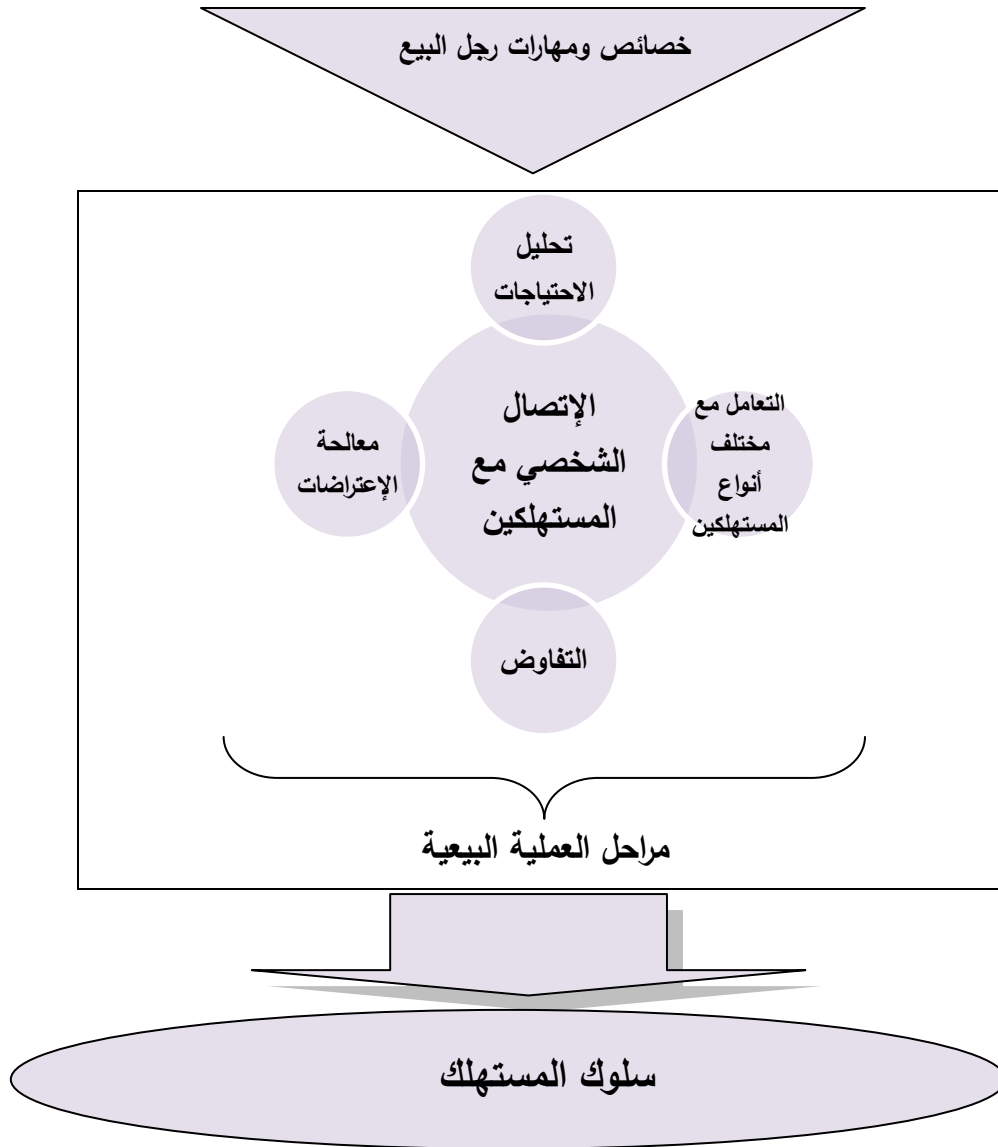 خصائص ومهارات رجل البيع
تحليل
الاحتياجات
التعامل مع
مختلف
أنواع
المستهلكين
الإتصال
الشخصي مع
المستهلكين
معالحة
الإعتراضات
التفاوض
مراحل العملية البيعية
سلوك المستهلك